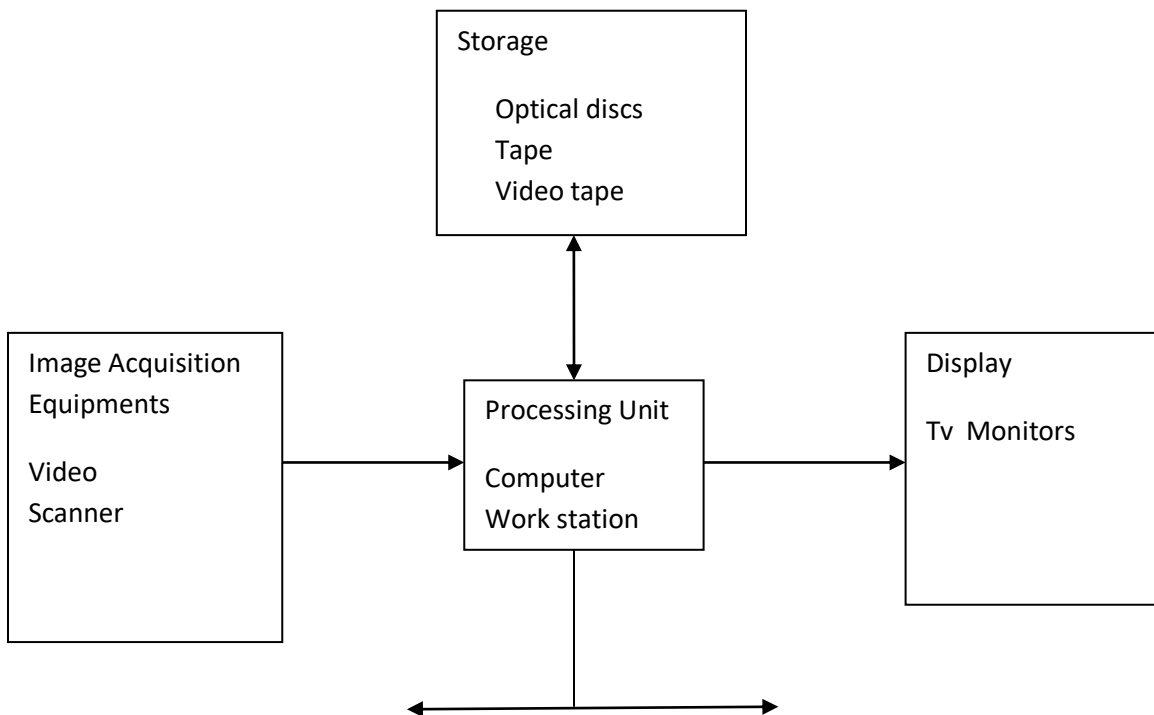 Storage
Optical discs
Tape
Video tape
Image Acquisition
Equipments
Video
Scanner
Processing Unit
Computer
Work station
Display
Tv  Monitors